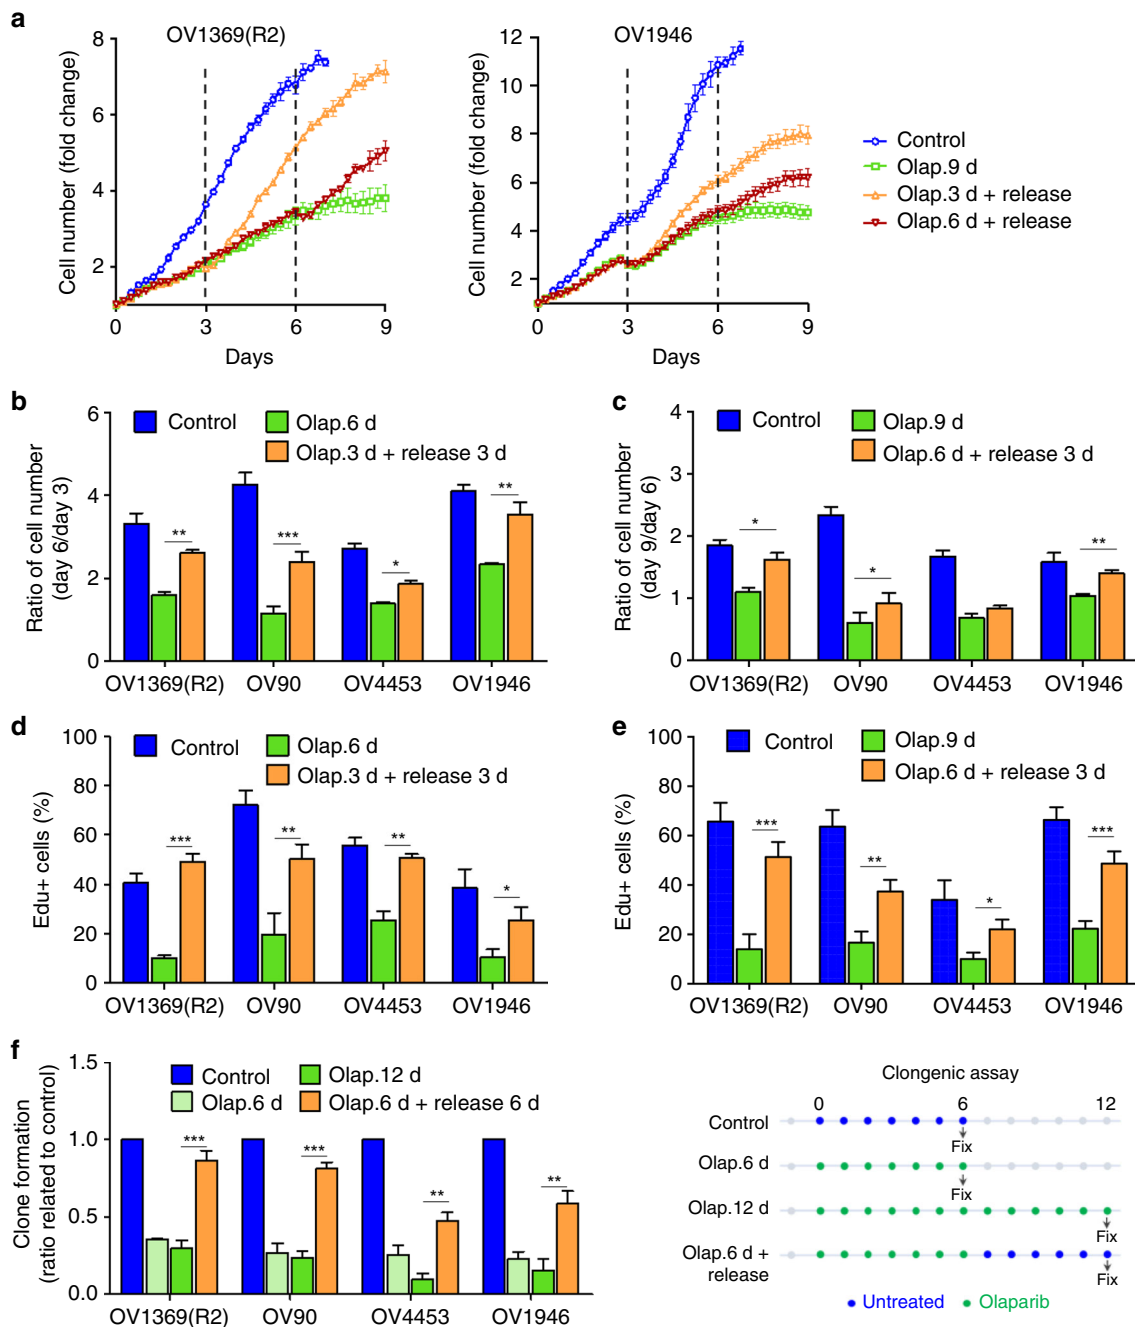 a
OV1369(R2)
Cell number (fold change)
8
6
4
2
0
3
6
9
Days
OV1946
Cell number (fold change)
12
10
8
6
4
2
0
3
6
9
Days
Control
Olap.9 d
Olap.3 d + release
Olap.6 d + release
b
Control
Olap.6 d
Olap.3 d + release 3 d
Ratio of cell number
(day 6/day 3)
6
4
2
0
**
***
*
**
OV1369(R2)
OV90
OV4453
OV1946
c
Control
Olap.9 d
Olap.6 d + release 3 d
Ratio of cell number
(day 9/day 6)
4
3
2
1
0
*
*
**
OV1369(R2)
OV90
OV4453
OV1946
d
Control
Olap.6 d
Olap.3 d + release 3 d
Edu+ cells (%)
100
80
60
40
20
0
***
**
**
*
OV1369(R2)
OV90
OV4453
OV1946
e
Control
Olap.9 d
Olap.6 d + release 3 d
Edu+ cells (%)
100
80
60
40
20
0
***
**
*
***
OV1369(R2)
OV90
OV4453
OV1946
f
Control
Olap.6 d
Olap.12 d
Olap.6 d + release 6 d
Clone formation
(ratio related to control)
1.5
1.0
0.5
0.0
***
***
**
**
OV1369(R2)
OV90
OV4453
OV1946
Clongenic assay
0
6
12
Control
Fix
Olap.6 d
Fix
Olap.12 d
Fix
Olap.6 d +
release
Fix
Untreated
Olaparib